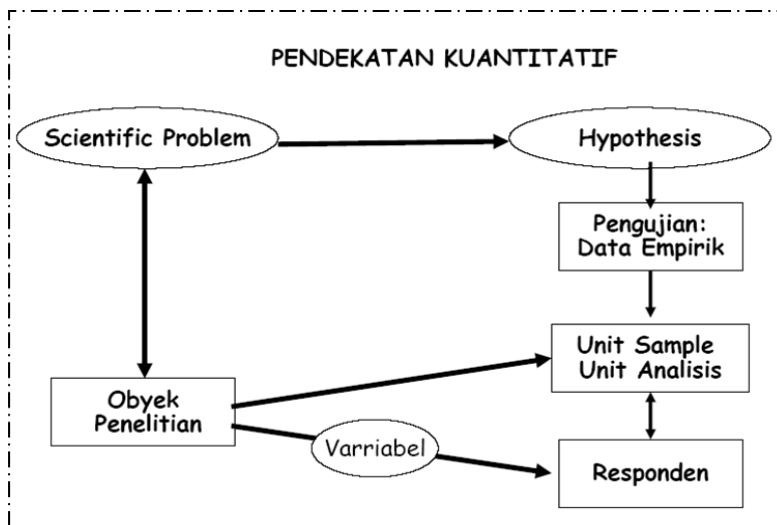 PENDEKATAN KUANTITATIF
Scientific Problem
Hypothesis
Pengujian:
Data Empirik
Unit Sample
Unit Analisis
Obyek
Penelitian
Varriabel
Responden